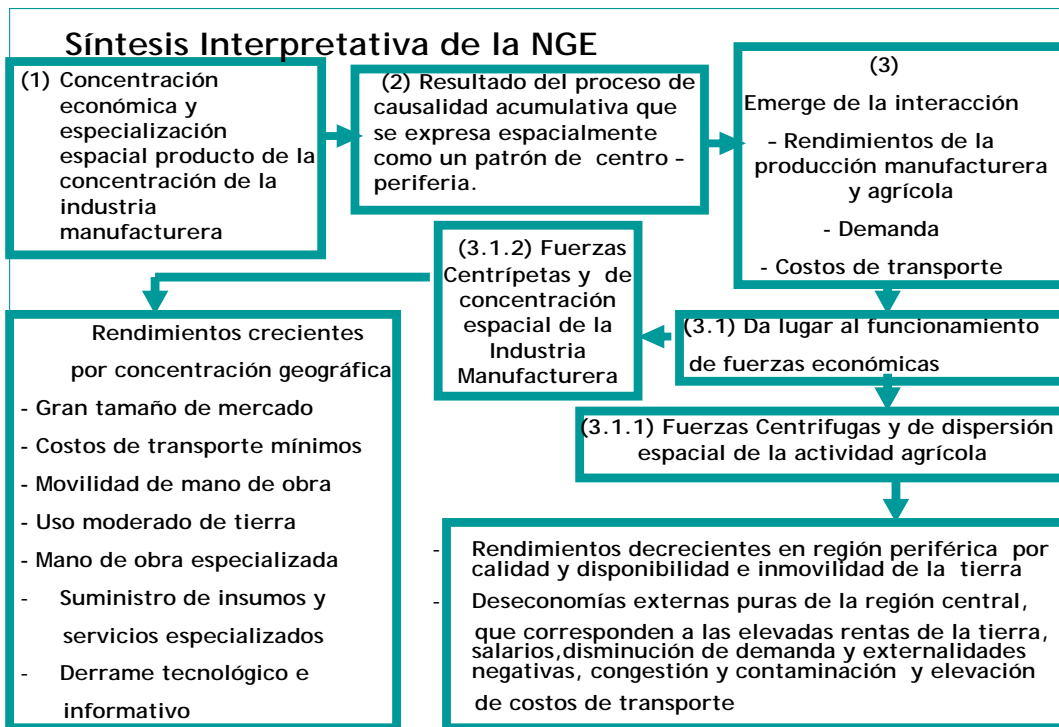 Síntesis Interpretativa de la NGE
(1) Concentración
económica y
especialización
espacial producto de la
concentración de la
industria
manufacturera
(2) Resultado del proceso de
causalidad acumulativa que
se expresa espacialmente
como un patrón de centro -
periferia.
(3)
Emerge de la interacción
- Rendimientos de la
producción manufacturera
y agrícola
- Demanda
- Costos de transporte
(3.1) Da lugar al funcionamiento
de fuerzas económicas
(3.1.2) Fuerzas
Centrípetas y de
concentración
espacial de la
Industria
Manufacturera
Rendimientos crecientes
por concentración geográfica
- Gran tamaño de mercado
- Costos de transporte mínimos
- Movilidad de mano de obra
- Uso moderado de tierra
- Mano de obra especializada
- Suministro de insumos y
servicios especializados
- Derrame tecnológico e
informativo
(3.1.1) Fuerzas Centrifugas y de dispersión
espacial de la actividad agrícola
- Rendimientos decrecientes en región periférica por
calidad y disponibilidad e inmovilidad de la tierra
- Deseconomías externas puras de la región central,
que corresponden a las elevadas rentas de la tierra,
salarios,disminución de demanda y externalidades
negativas, congestión y contaminación y elevación
de costos de transporte